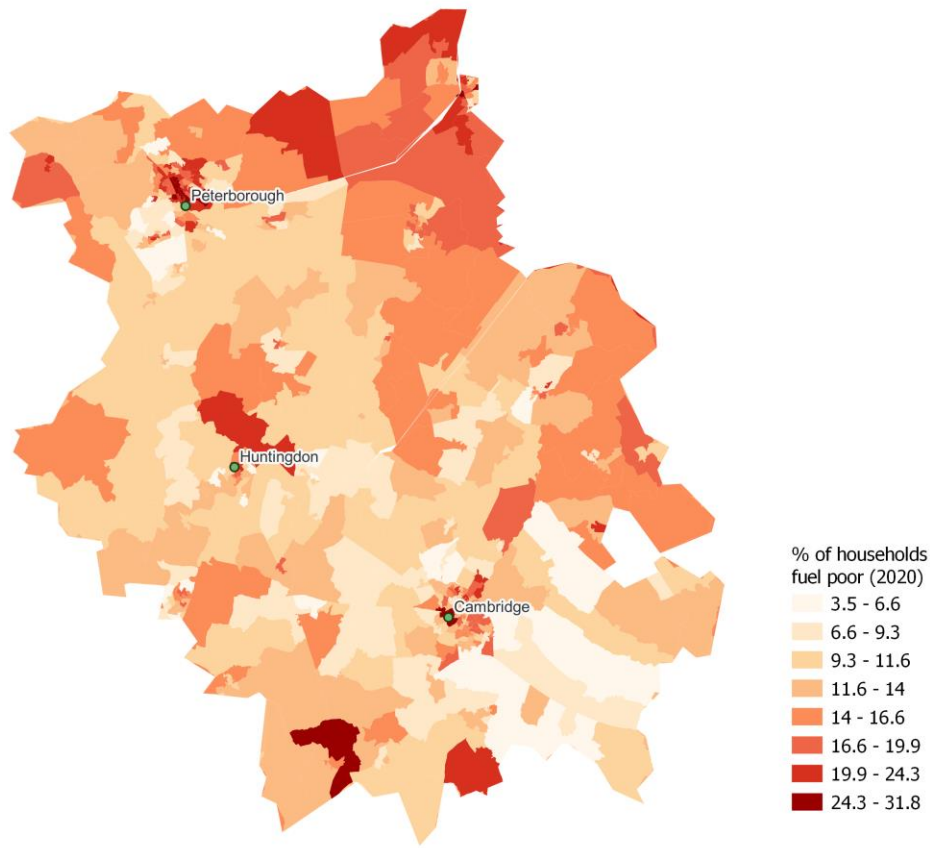 Peterborough
Huntingdon
Cambridge
% of households
fuel poor (2020)
3.5 - 6.6
6.6 - 9.3
9.3 - 11.6
11.6 - 14
14 - 16.6
16.6 - 19.9
19.9 - 24.3
24.3 - 31.8